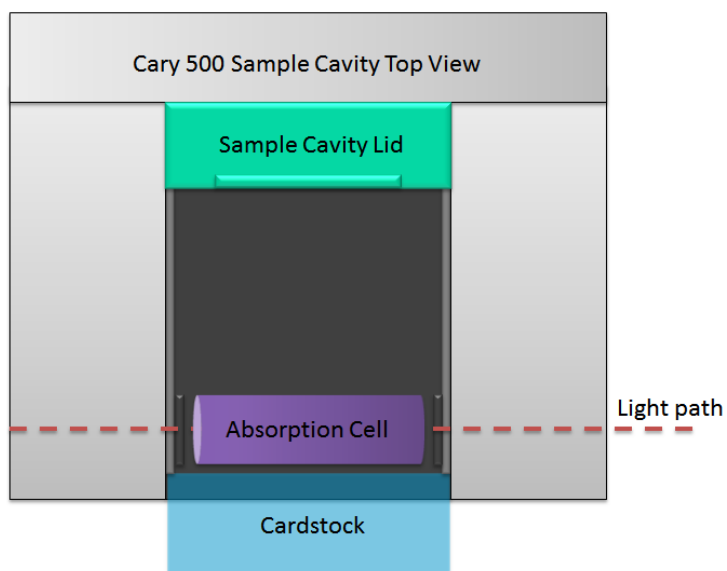 Cary 500 Sample Cavity Top View
Sample Cavity Lid
Light path
Absorption Cell
Cardstock